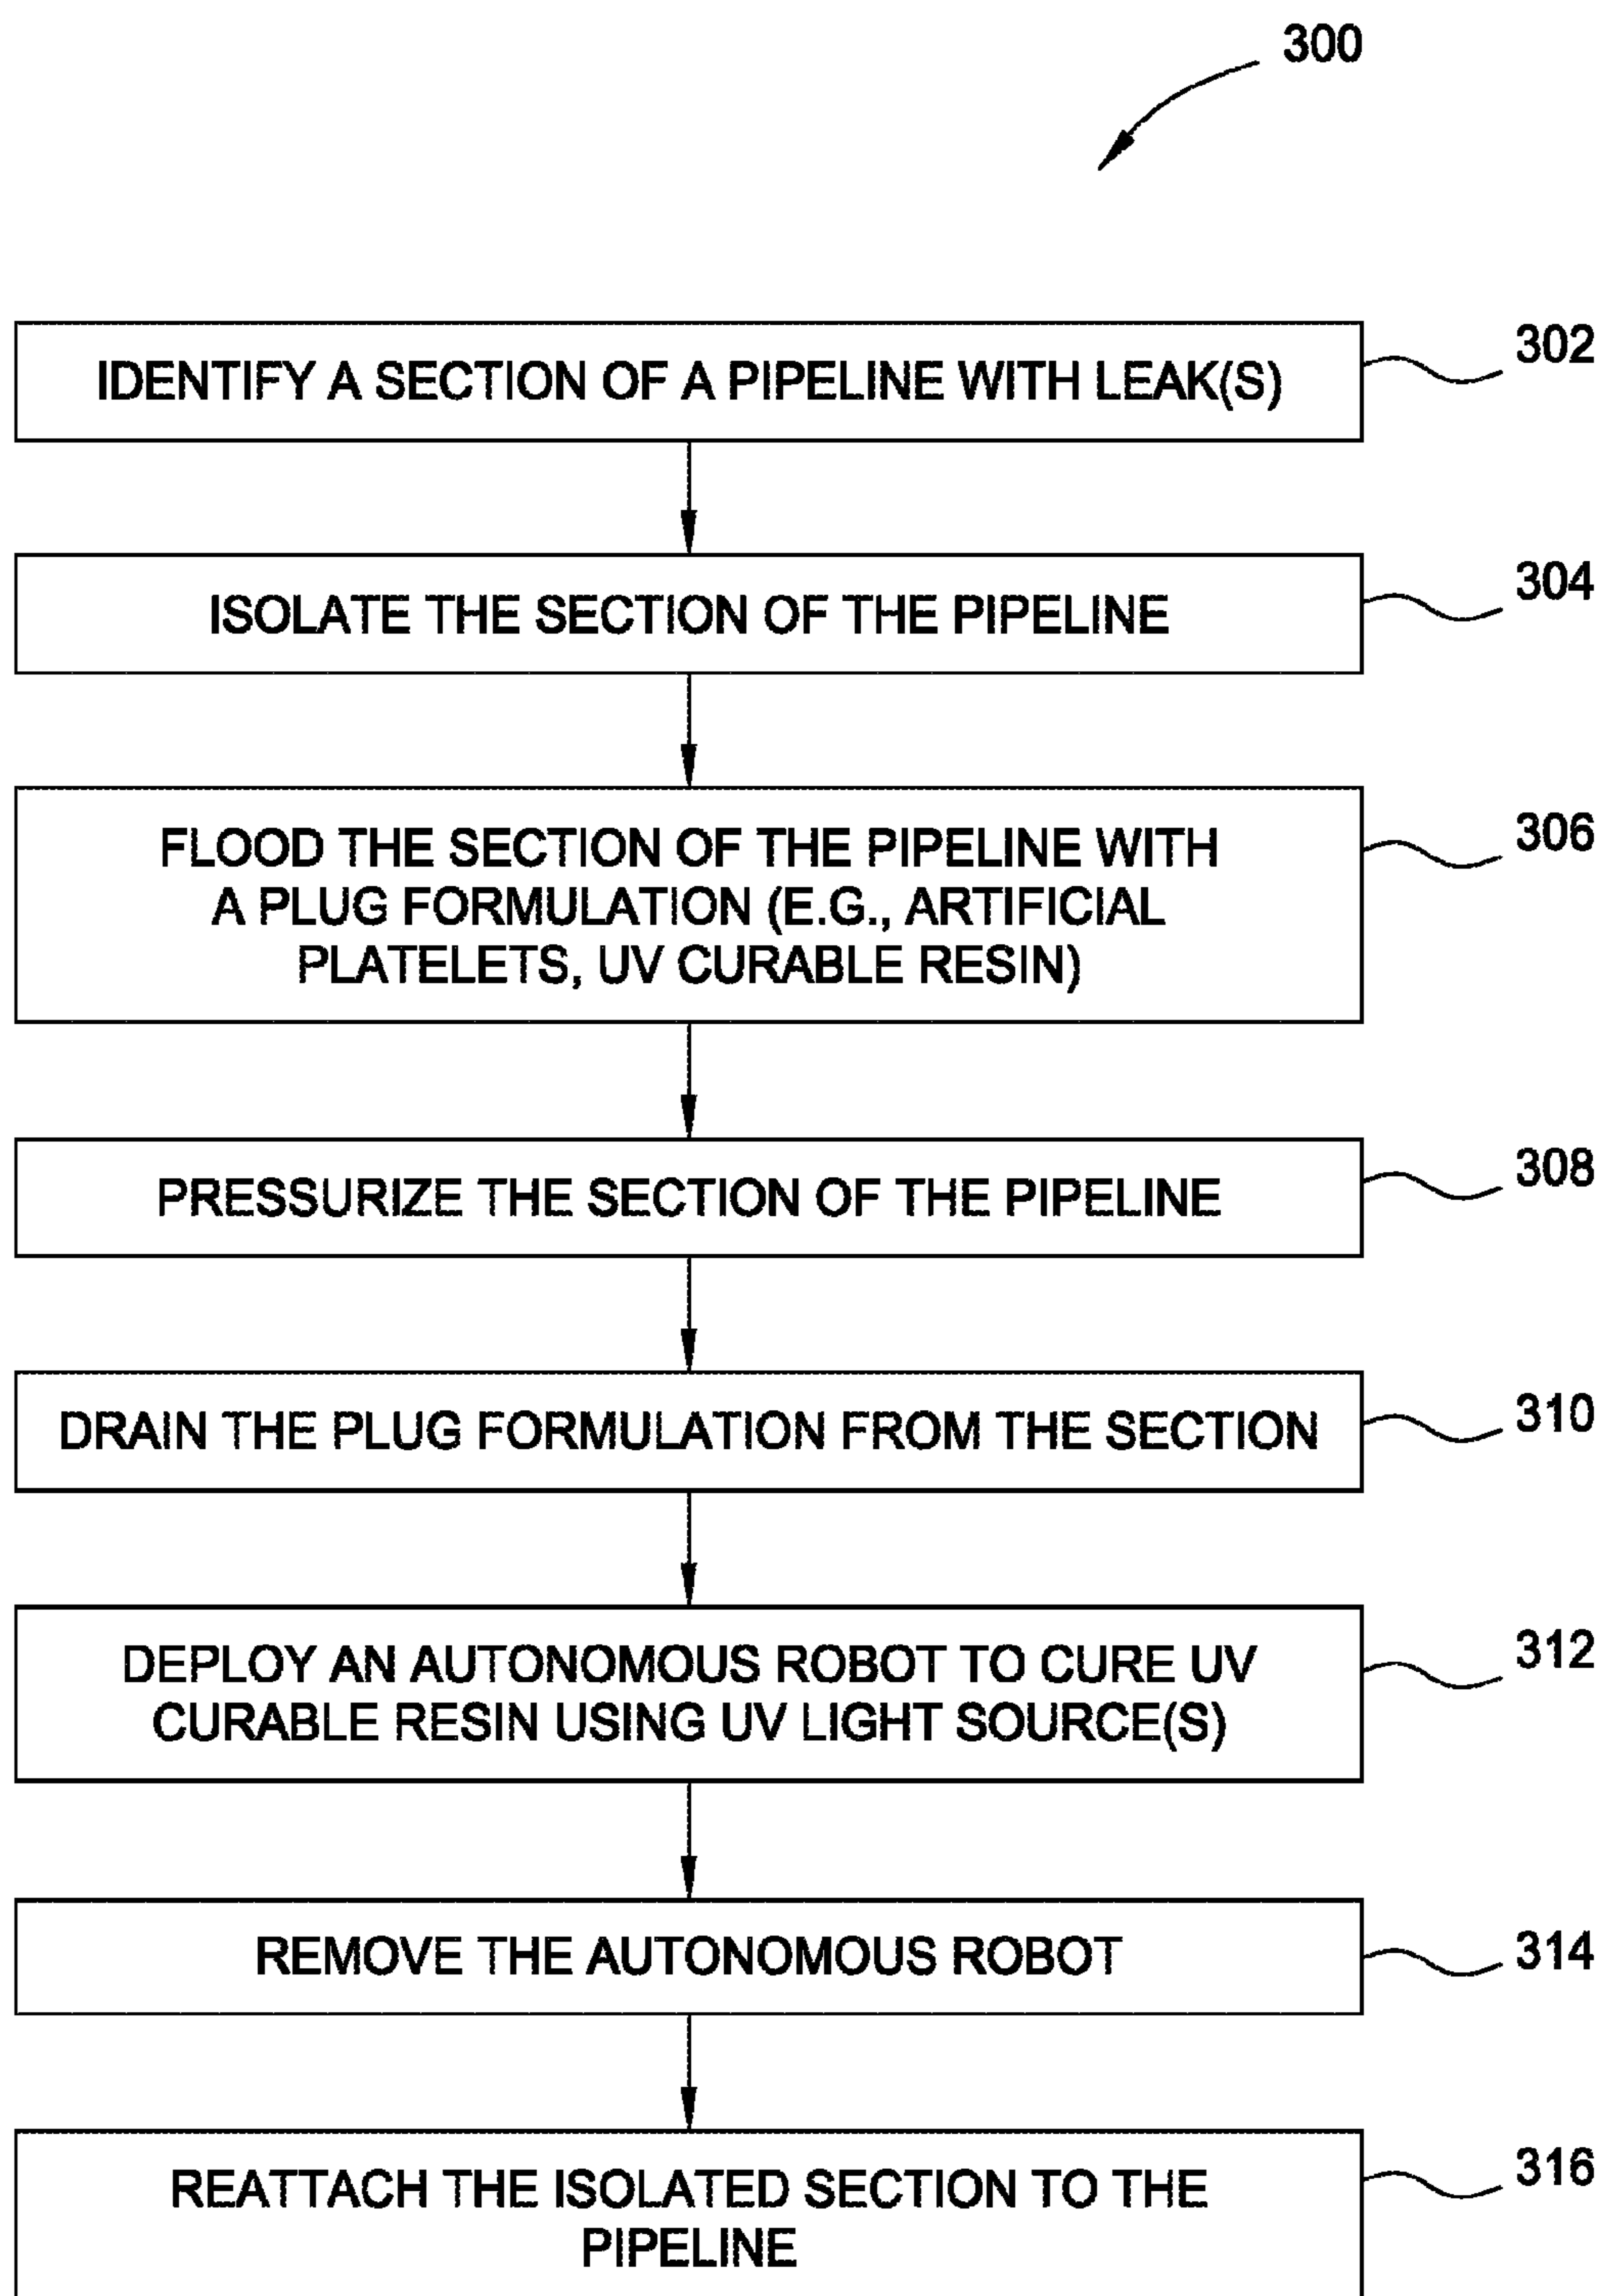 300
IDENTIFY A SECTION OF A PIPELINE WITH LEAK(S)
302
ISOLATE THE SECTION OF THE PIPELINE
304
FLOOD THE SECTION OF THE PIPELINE WITH
A PLUG FORMULATION (E.G., ARTIFICIAL
PLATELETS, UV CURABLE RESIN)
306
PRESSURIZE THE SECTION OF THE PIPELINE
308
DRAIN THE PLUG FORMULATION FROM THE SECTION
310
DEPLOY AN AUTONOMOUS ROBOT TO CURE UV
CURABLE RESIN USING UV LIGHT SOURCE(S)
312
REMOVE THE AUTONOMOUS ROBOT
314
REATTACH THE ISOLATED SECTION TO THE
PIPELINE
316